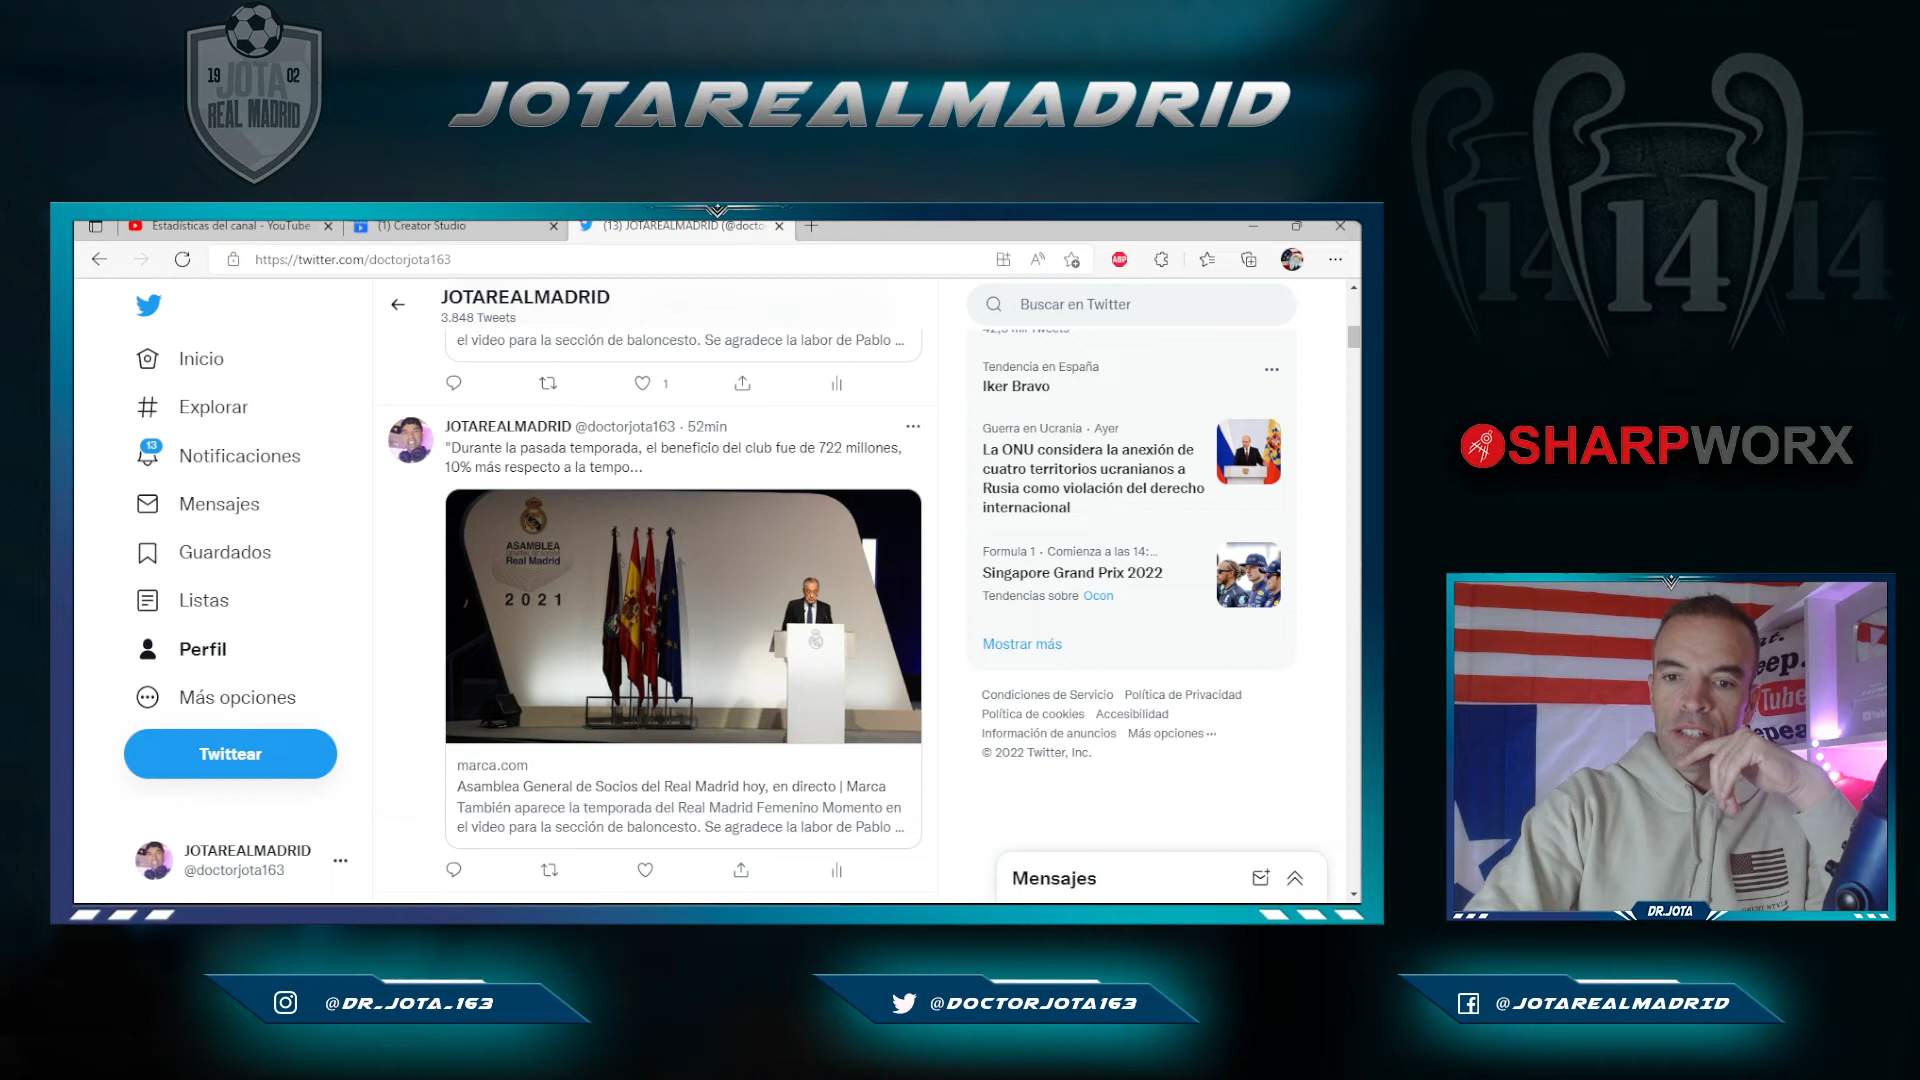 19 02
JOTA
REAL MADRID
JOTAREALMADRID
14 14 14
Estadísticas del canal - YouTube
(1) Creator Studio
(13) JOTAREALMADRID (@docto
https://twitter.com/doctorjota163
ABP
JOTAREALMADRID
3.848 Tweets
Buscar en Twitter
Inicio
Explorar
13
Notificaciones
Mensajes
Guardados
Listas
Perfil
Más opciones
Twittear
JOTAREALMADRID
@doctorjota163
el video para la sección de baloncesto. Se agradece la labor de Pablo ...
1
JOTAREALMADRID @doctorjota163 · 52min
"Durante la pasada temporada, el beneficio del club fue de 722 millones,
10% más respecto a la tempo...
ASAMBLEA
GENERAL DE SOCIOS
Real Madrid
2021
marca.com
Asamblea General de Socios del Real Madrid hoy, en directo | Marca
También aparece la temporada del Real Madrid Femenino Momento en
el video para la sección de baloncesto. Se agradece la labor de Pablo ...
Tendencia en España
Iker Bravo
Guerra en Ucrania · Ayer
La ONU considera la anexión de
cuatro territorios ucranianos a
Rusia como violación del derecho
internacional
Formula 1 · Comienza a las 14:...
Singapore Grand Prix 2022
Tendencias sobre Ocon
Mostrar más
Condiciones de Servicio Política de Privacidad
Política de cookies Accesibilidad
Información de anuncios Más opciones ···
© 2022 Twitter, Inc.
Mensajes
SHARPWORX
DR.JOTA
@DR_JOTA_163
@DOCTORJOTA163
@JOTAREALMADRID